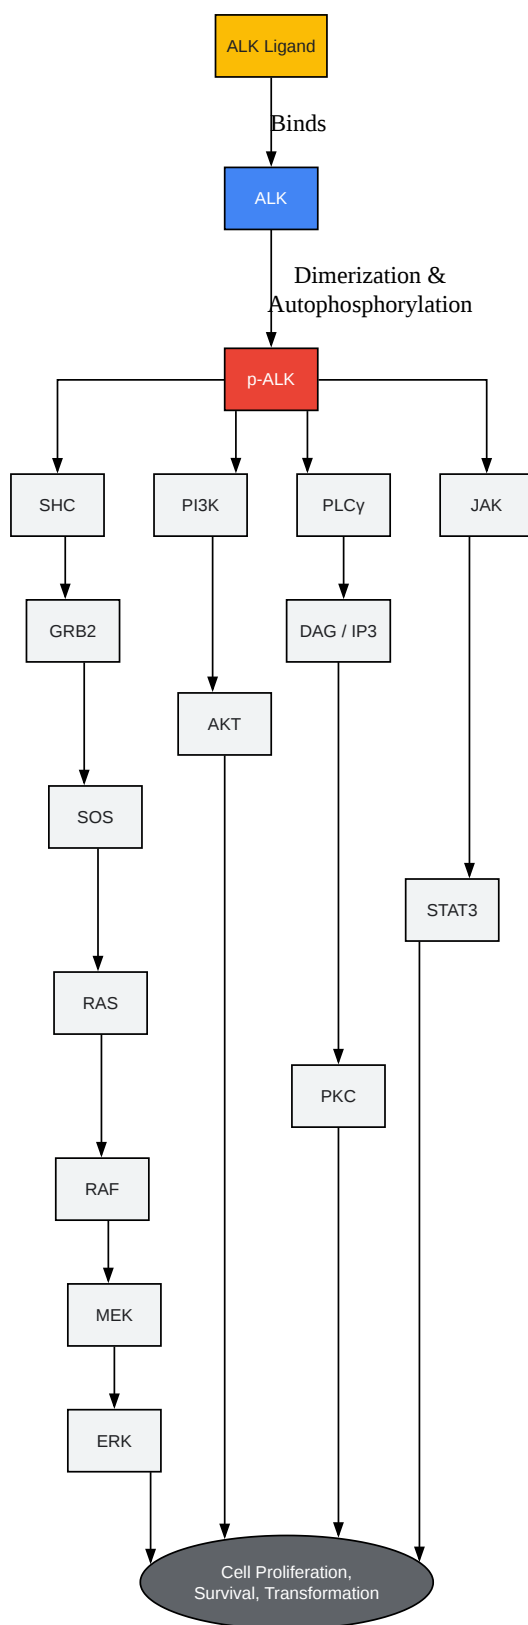 ALK Ligand
Binds
ALK
Dimerization &
Autophosphorylation
p-ALK
SHC
PI3K
PLCγ
JAK
GRB2
DAG / IP3
AKT
SOS
STAT3
RAS
PKC
RAF
MEK
ERK
Cell Proliferation,
Survival, Transformation